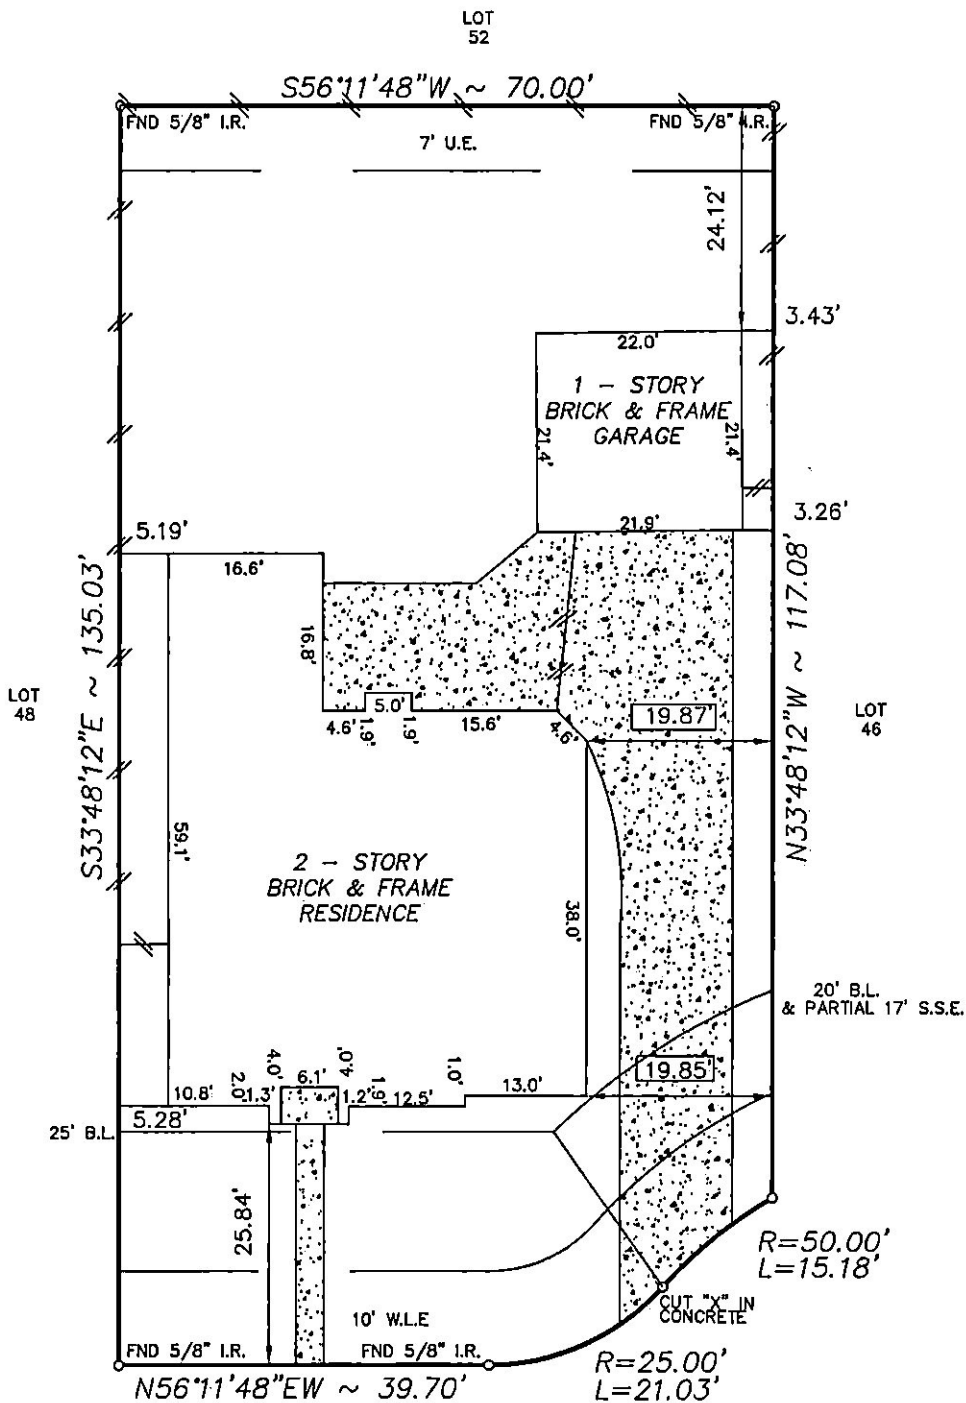 LOT
52
S56°11'48"W ~ 70.00'
FND 5/8" I.R.
FND 5/8" I.R.
7' U.E.
24.12'
3.43'
22.0'
1 - STORY
BRICK & FRAME
GARAGE
21.4'
21.4'
3.26'
21.9'
5.19'
16.6'
16.8'
S33°48'12"E ~ 135.03'
N33°48'12"W ~ 117.08'
LOT
48
LOT
46
5.0'
4.6'
1.9'
1.9'
15.6'
4.6'
19.87'
59.1'
2 - STORY
BRICK & FRAME
RESIDENCE
38.0'
20' B.L.
& PARTIAL 17' S.S.E.
19.85'
10.8'
2.0'
1.3'
4.0'
6.1'
4.0'
1.2'
1.9'
12.5'
1.0'
13.0'
5.28'
25' B.L.
25.84'
R=50.00'
L=15.18'
CUT "X" IN
CONCRETE
10' W.L.E
FND 5/8" I.R.
FND 5/8" I.R.
R=25.00'
L=21.03'
N56°11'48"EW ~ 39.70'